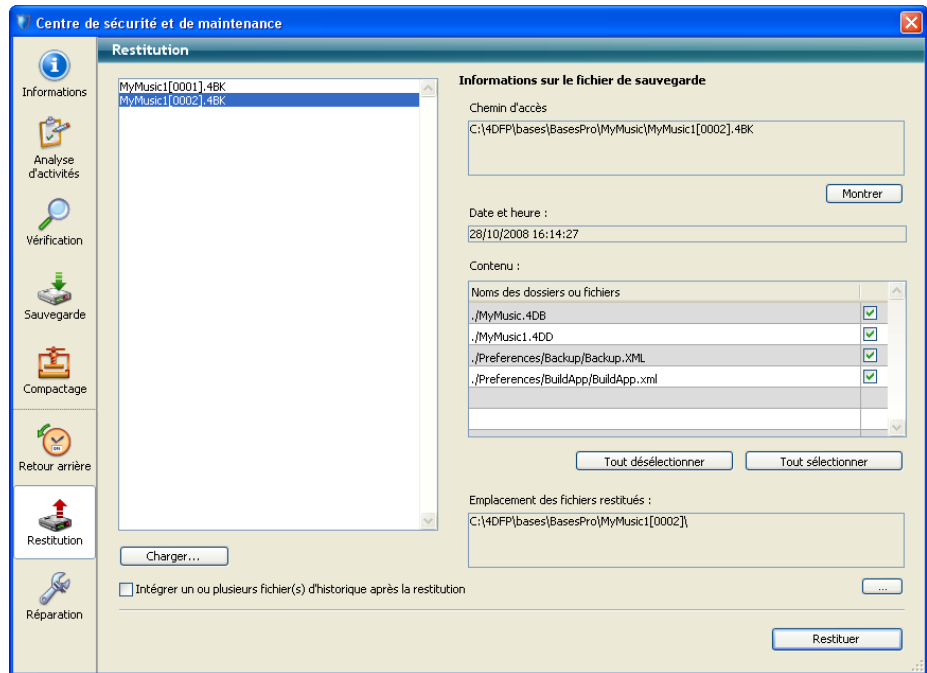 Centre de sécurité et de maintenance
Restitution
Informations
Analyse
d'activités
Vérification
Sauvegarde
Compactage
Retour arrière
Restitution
Réparation
MyMusic1[0001].4BK
MyMusic1[0002].4BK
Charger...
Intégrer un ou plusieurs fichier(s) d'historique après la restitution
Informations sur le fichier de sauvegarde
Chemin d'accès
C:\4DFP\bases\BasesPro\MyMusic\MyMusic1[0002].4BK
Montrer
Date et heure :
28/10/2008 16:14:27
Contenu :
Noms des dossiers ou fichiers
./MyMusic.4DB
./MyMusic1.4DD
./Preferences/Backup/Backup.XML
./Preferences/BuildApp/BuildApp.xml
Tout désélectionner
Tout sélectionner
Emplacement des fichiers restitués :
C:\4DFP\bases\BasesPro\MyMusic1[0002]\
...
Restituer